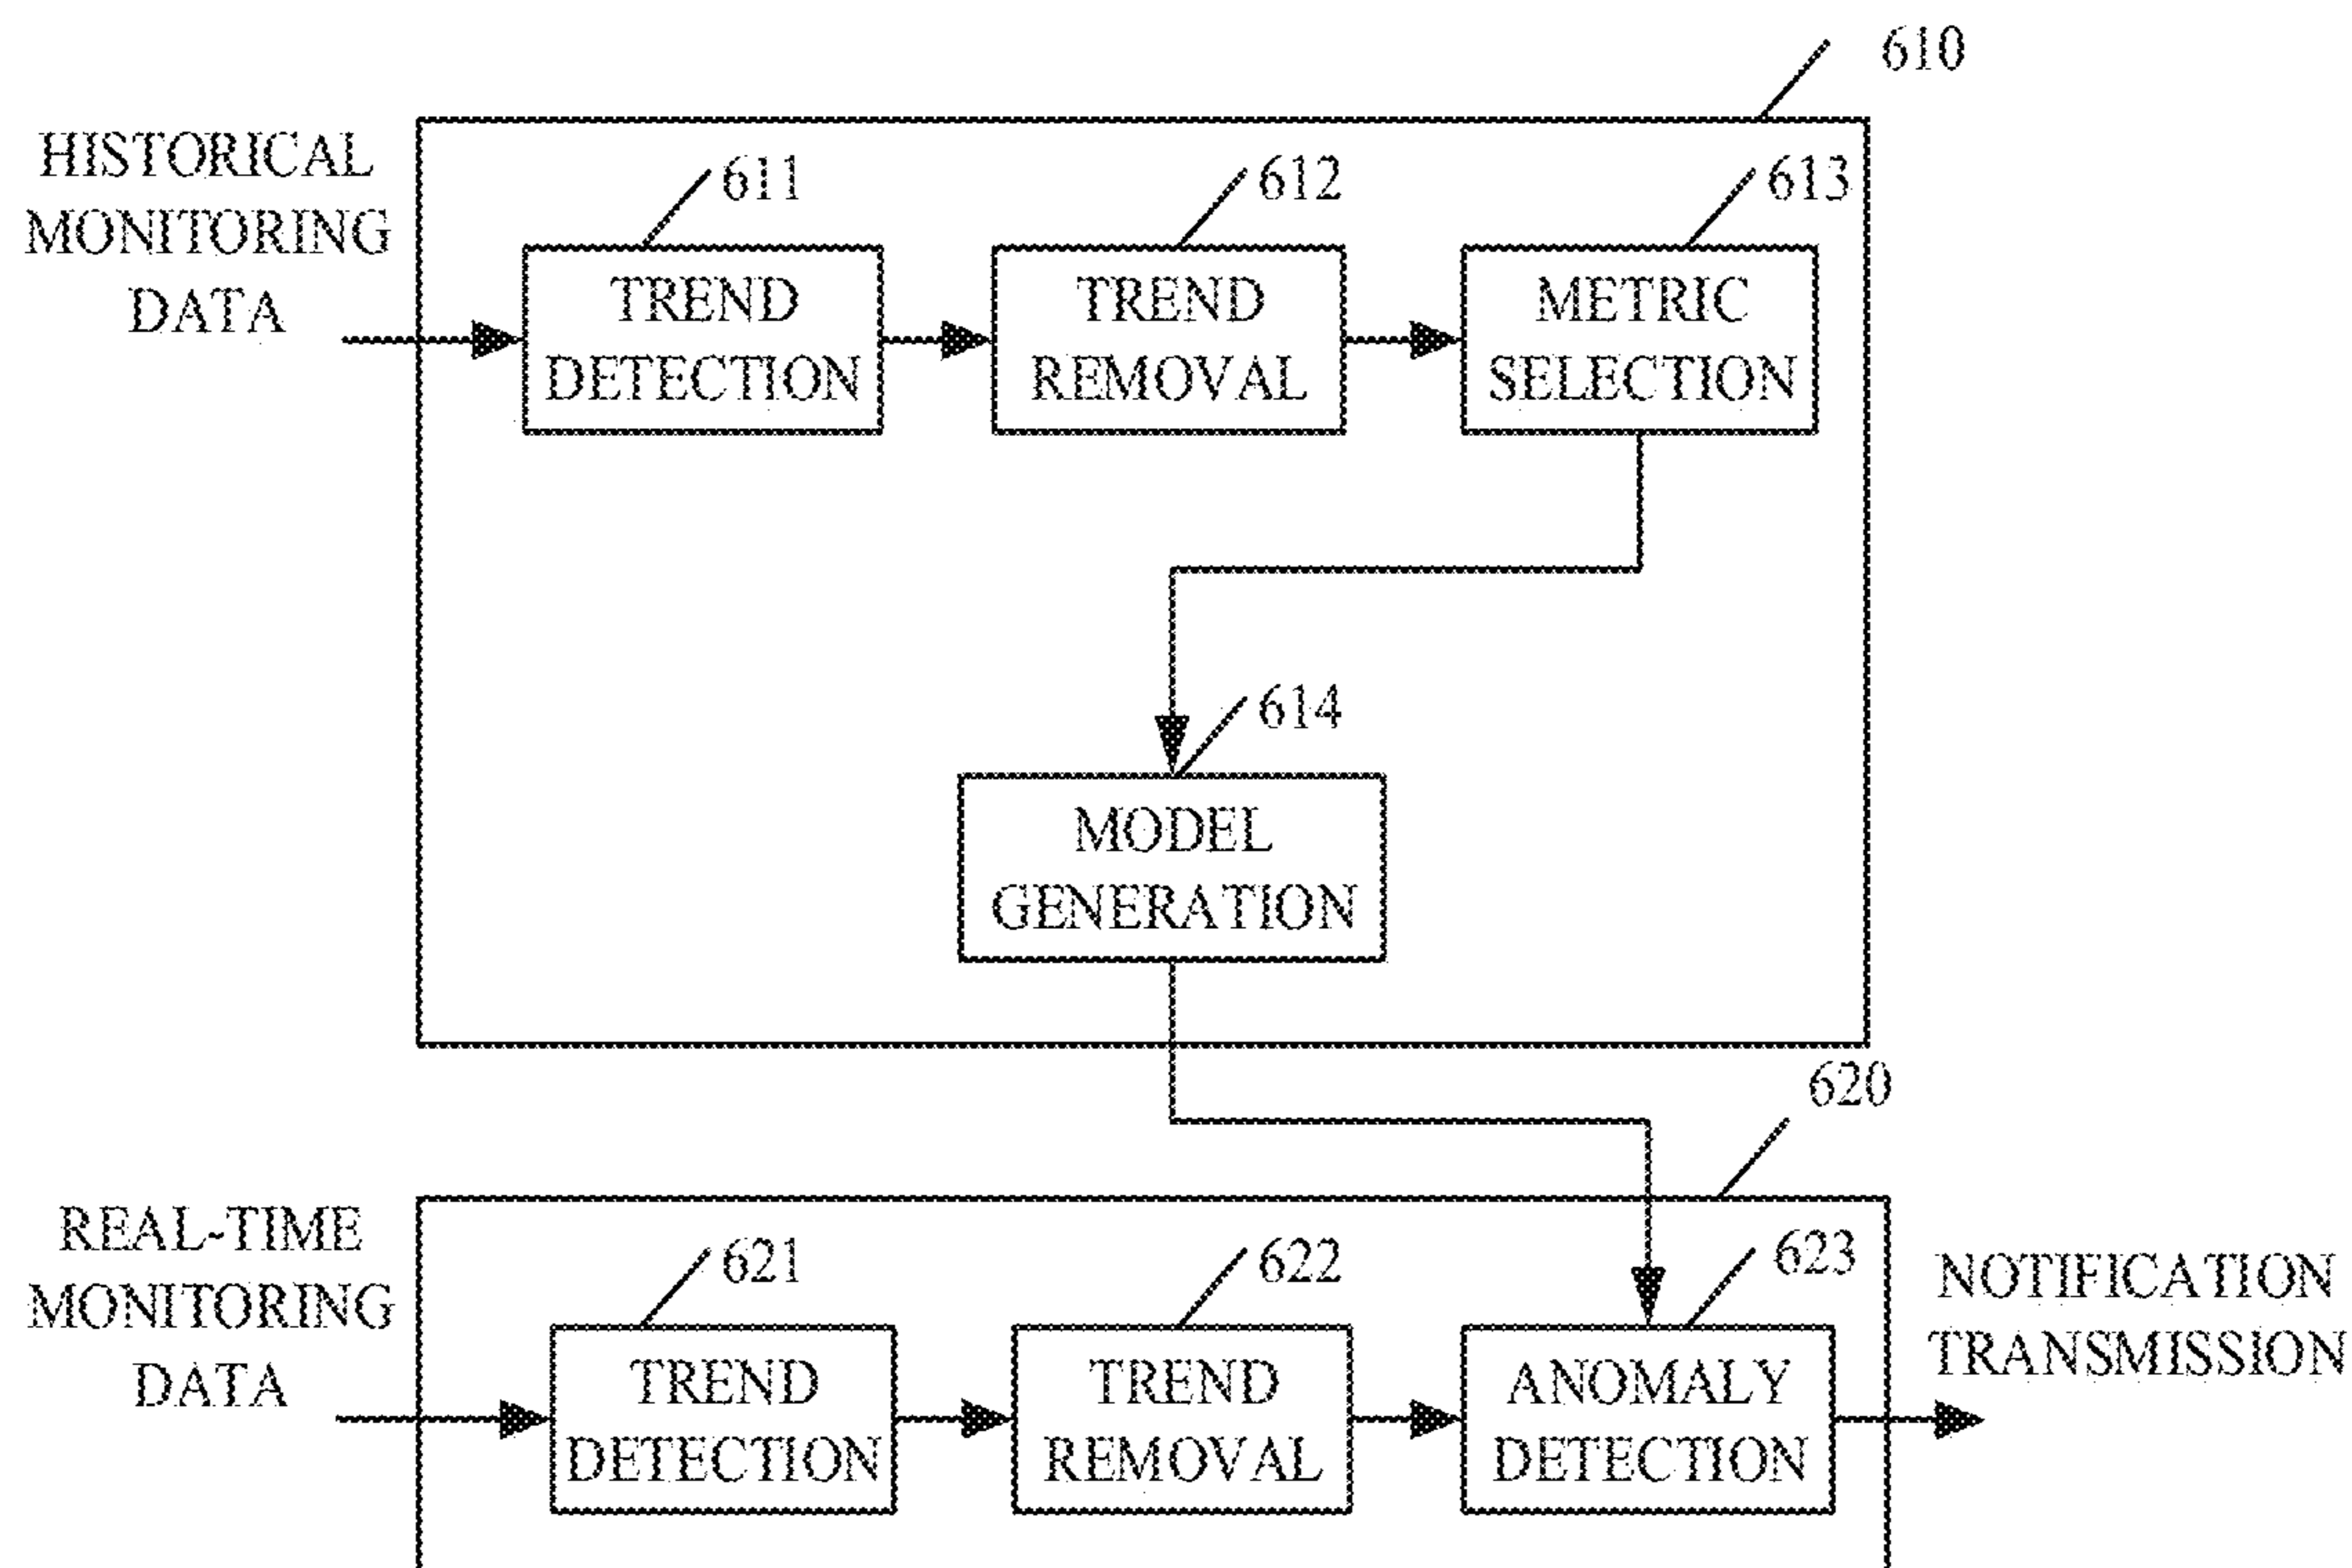 610
HISTORICAL
MONITORING
DATA
611
612
613
TREND
DETECTION
TREND
REMOVAL
METRIC
SELECTION
614
MODEL
GENERATION
620
REAL-TIME
MONITORING
DATA
621
622
623
TREND
DETECTION
TREND
REMOVAL
ANOMALY
DETECTION
NOTIFICATION
TRANSMISSION